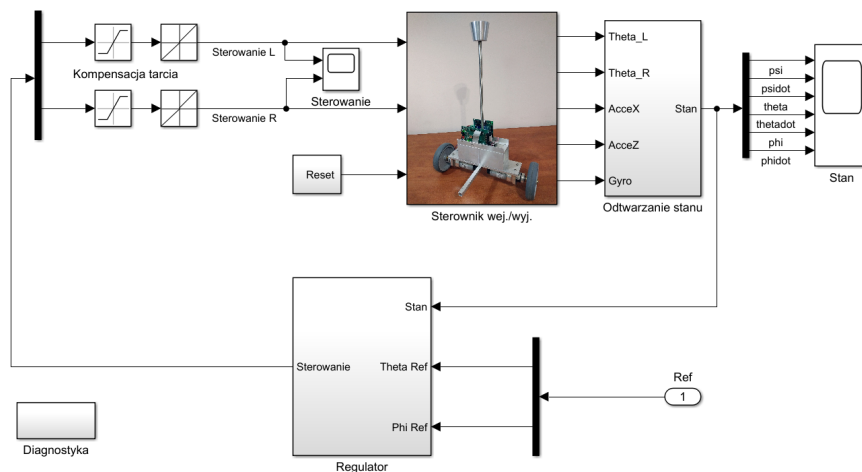 Kompensacja tarcia
Sterowanie L
Sterowanie R
Sterowanie
Reset
Sterownik wej./wyj.
Theta_L
Theta_R
AcceX
AcceZ
Gyro
Stan
Odtwarzanie stanu
psi
psidot
theta
thetadot
phi
phidot
Stan
Stan
Theta Ref
Phi Ref
Sterowanie
Regulator
Ref
1
Diagnostyka